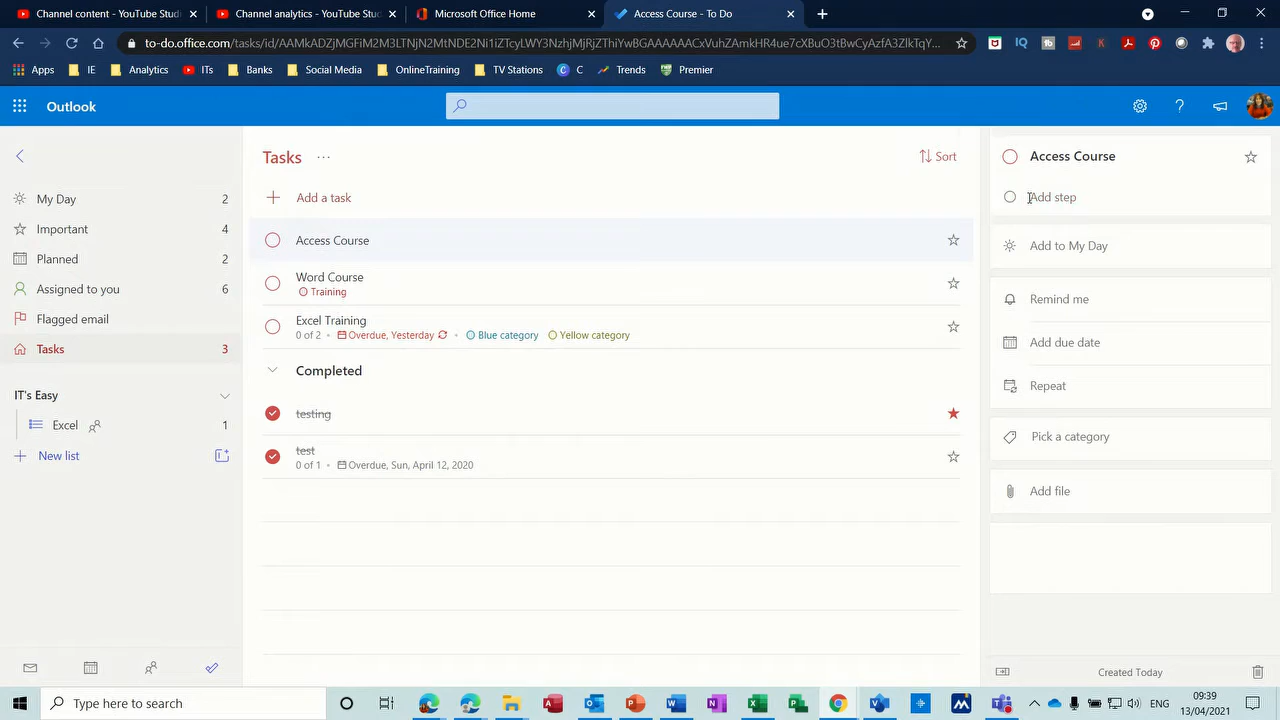 Channel content - YouTube Studi
Channel analytics - YouTube Stu
Microsoft Office Home
Access Course - To Do
to-do.office.com/tasks/id/AAMkADZjMGFiM2M3LTNjN3MtNDE2Ni1iZTcyLWY3NzhjMjRjZThiYwBGAAAAAACxVuhZAmkHR4ue7cXBuO3tBwCyAzfA3ZlkTqY...
Apps
IE
Analytics
ITs
Banks
Social Media
OnlineTraining
TV Stations
C
Trends
Premier
Outlook
My Day 2
Important 4
Planned 2
Assigned to you 6
Flagged email
Tasks 3
IT's Easy
Excel 1
New list
Tasks ...
Sort
Add a task
Access Course
Word Course
Training
Excel Training
0 of 2 • Overdue, Yesterday • Blue category Yellow category
Completed
testing
test
0 of 1 • Overdue, Sun, April 12, 2020
Access Course
Add step
Add to My Day
Remind me
Add due date
Repeat
Pick a category
Add file
Created Today
Type here to search
ENG
09:39
13/04/2021